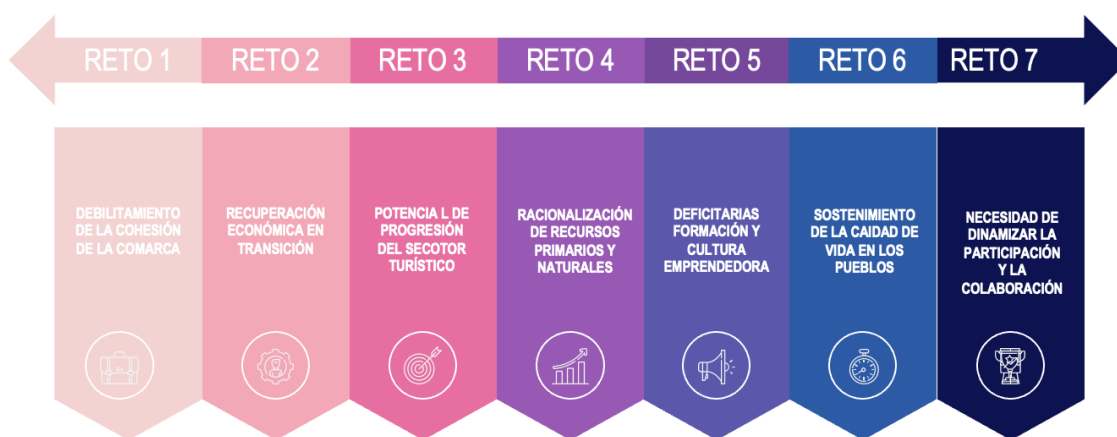 RETO 1
RETO 2
RETO 3
RETO 4
RETO 5
RETO 6
RETO 7
DEBILITAMIENTO
DE LA COHESIÓN
DE LA COMARCA
RECUPERACIÓN
ECONÓMICA EN
TRANSICIÓN
POTENCIA L DE
PROGRESIÓN
DEL SECOTOR
TURÍSTICO
RACIONALIZACIÓN
DE RECURSOS
PRIMARIOS Y
NATURALES
DEFICITARIAS
FORMACIÓN Y
CULTURA
EMPRENDEDORA
SOSTENIMIENTO
DE LA CAIDAD DE
VIDA EN LOS
PUEBLOS
NECESIDAD DE
DINAMIZAR LA
PARTICIPACIÓN
Y LA
COLABORACIÓN